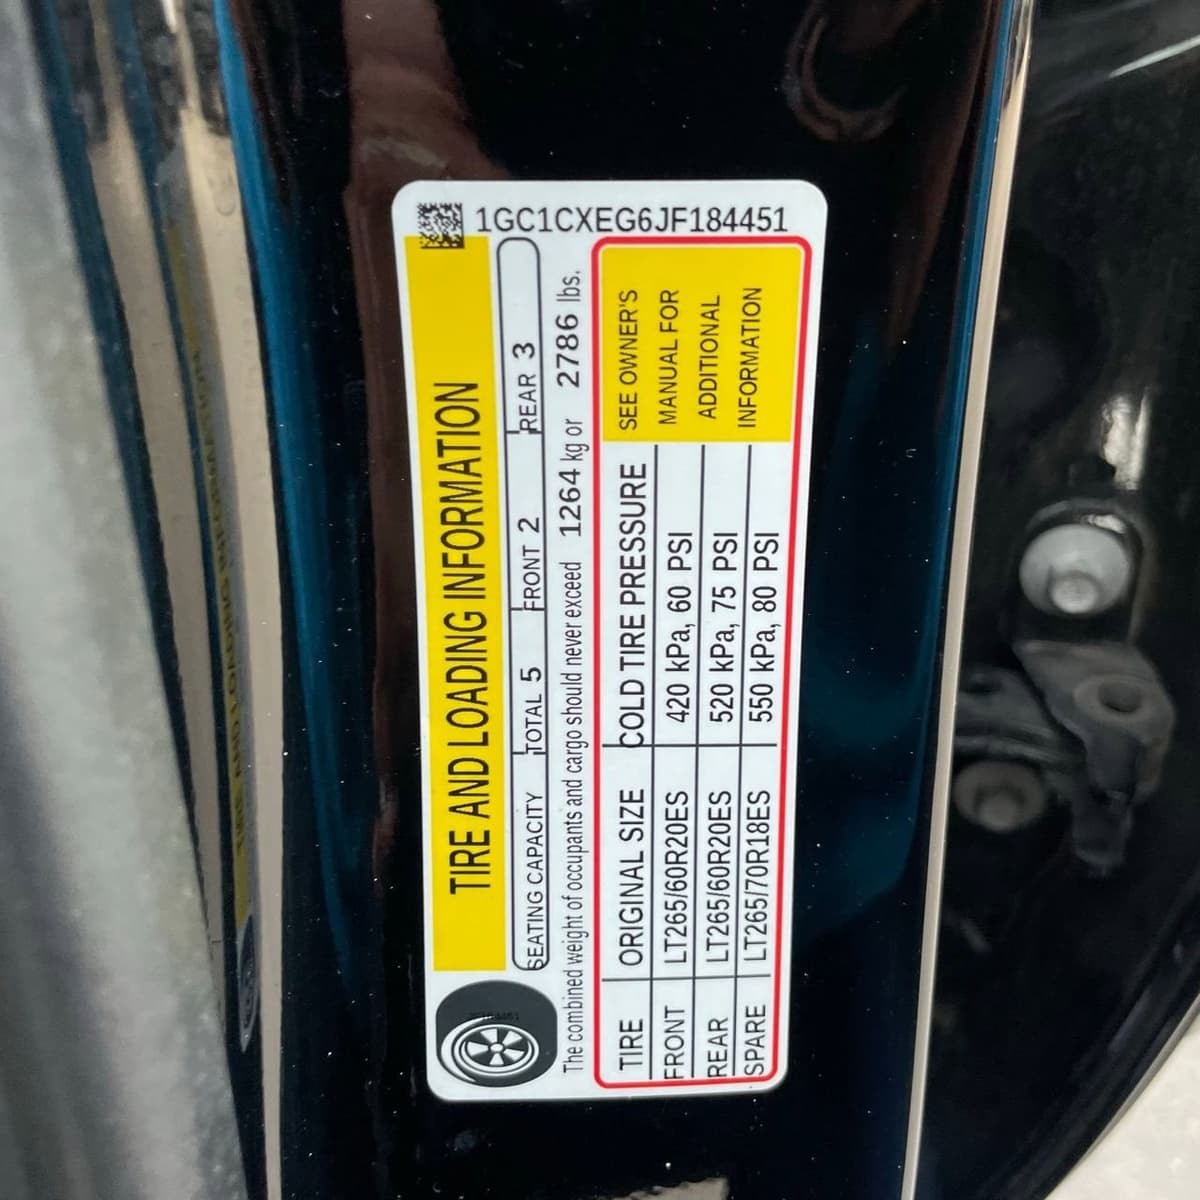 1GC1CXEG6JF184451
TIRE AND LOADING INFORMATION
SEATING CAPACITY TOTAL 5 FRONT 2 REAR 3
The combined weight of occupants and cargo should never exceed 1264 kg or 2786 lbs.
TIRE ORIGINAL SIZE COLD TIRE PRESSURE
FRONT LT265/60R20ES 420 kPa, 60 PSI
REAR LT265/60R20ES 520 kPa, 75 PSI
SPARE LT265/70R18ES 550 kPa, 80 PSI
SEE OWNER'S
MANUAL FOR
ADDITIONAL
INFORMATION